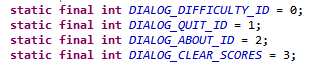 static final int DIALOG_DIFFICULTY_ID = 0;
static final int DIALOG_QUIT_ID = 1;
static final int DIALOG_ABOUT_ID = 2;
static final int DIALOG_CLEAR_SCORES = 3;